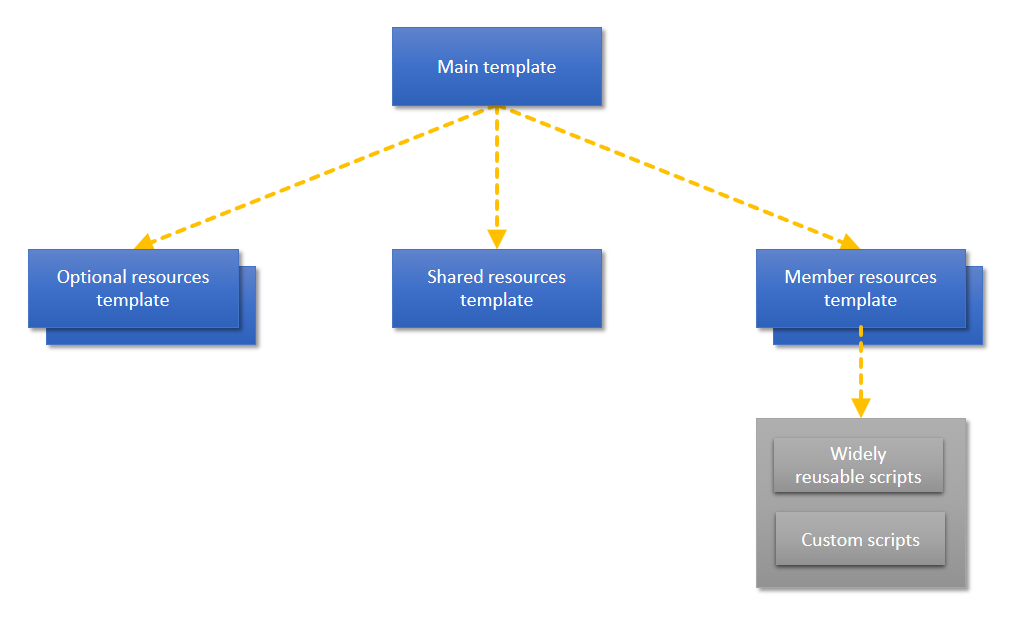 Main template
Optional resources
template
Shared resources
template
Member resources
template
Widely
reusable scripts
Custom scripts